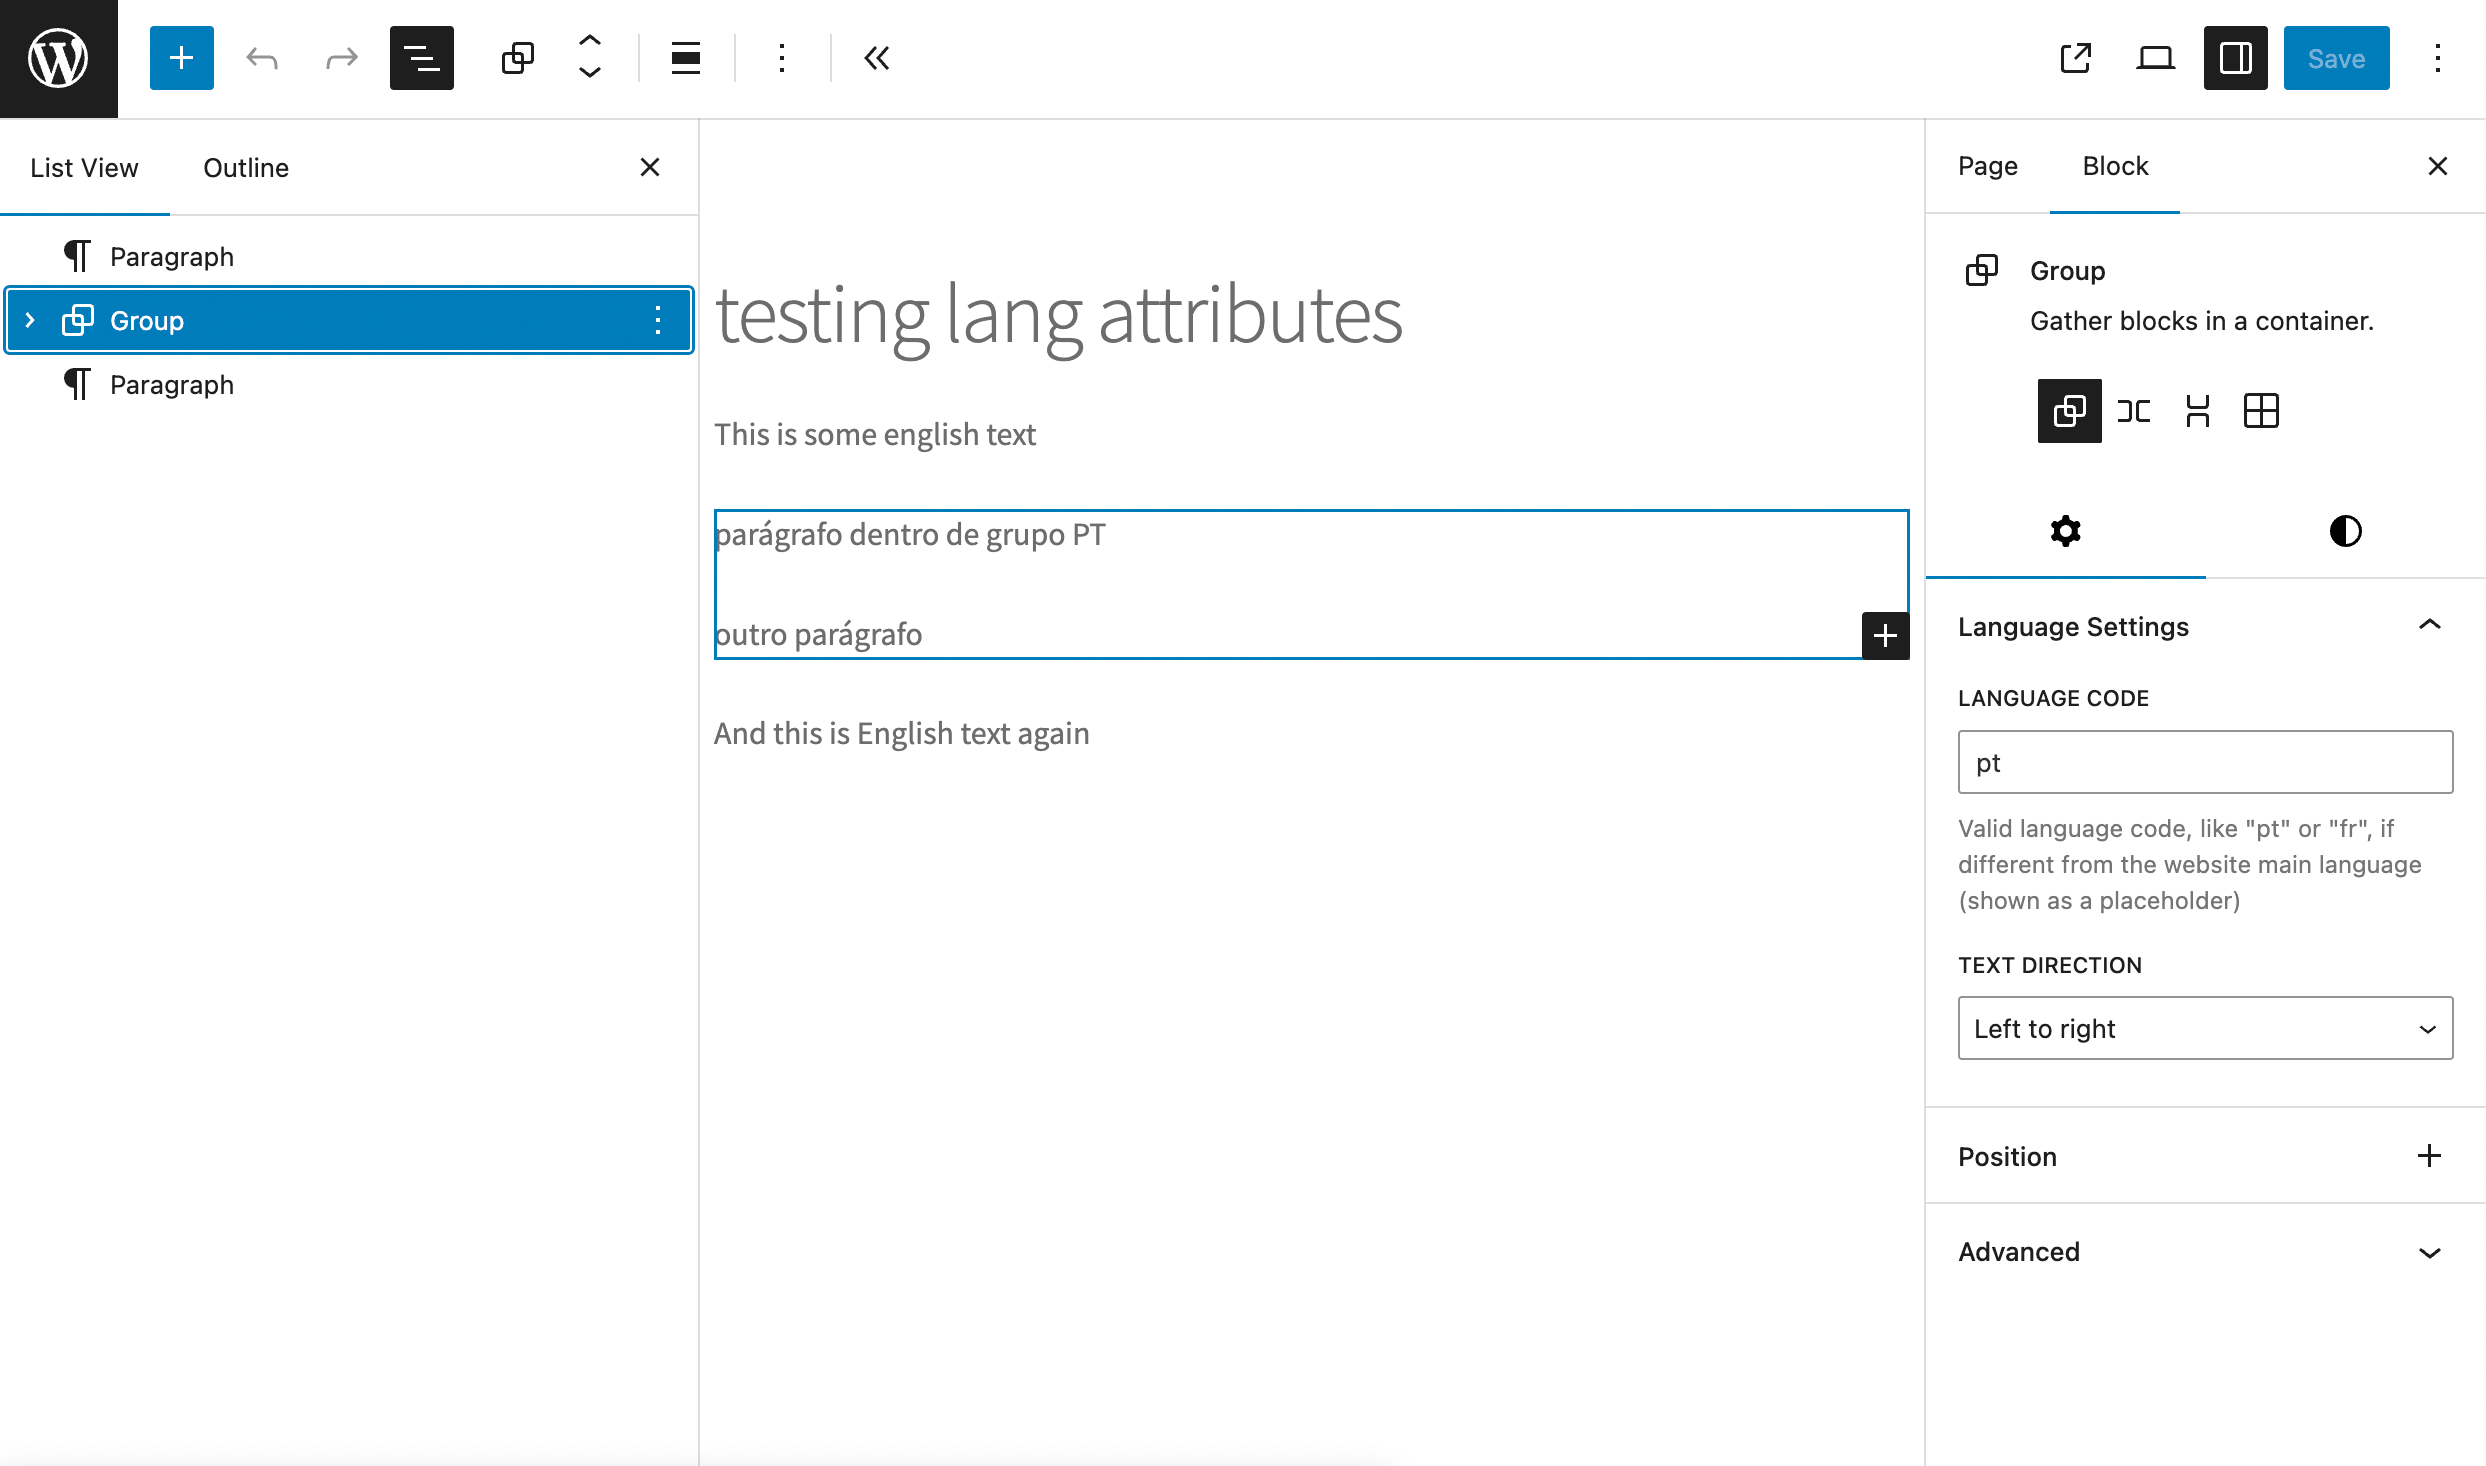 Save
List View
Outline
Paragraph
Group
Paragraph
testing lang attributes
This is some english text
parágrafo dentro de grupo PT
outro parágrafo
And this is English text again
Page
Block
Group
Gather blocks in a container.
Language Settings
LANGUAGE CODE
pt
Valid language code, like "pt" or "fr", if
different from the website main language
(shown as a placeholder)
TEXT DIRECTION
Left to right
Position
Advanced